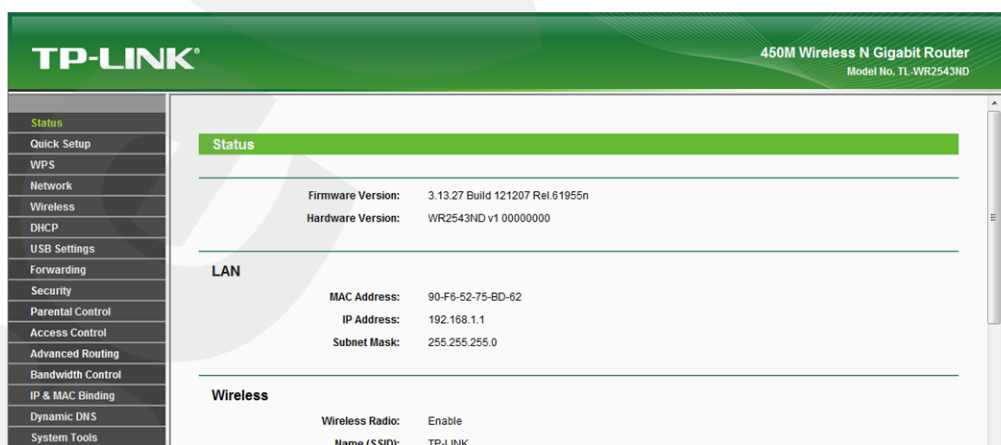 TP-LINK®
450M Wireless N Gigabit Router
Model No. TL-WR2543ND
Status
Quick Setup
WPS
Network
Wireless
DHCP
USB Settings
Forwarding
Security
Parental Control
Access Control
Advanced Routing
Bandwidth Control
IP & MAC Binding
Dynamic DNS
System Tools
Status
Firmware Version: 3.13.27 Build 121207 Rel.61955n
Hardware Version: WR2543ND v1 00000000
LAN
MAC Address: 90-F6-52-75-BD-62
IP Address: 192.168.1.1
Subnet Mask: 255.255.255.0
Wireless
Wireless Radio: Enable
Name (SSID): TP-LINK